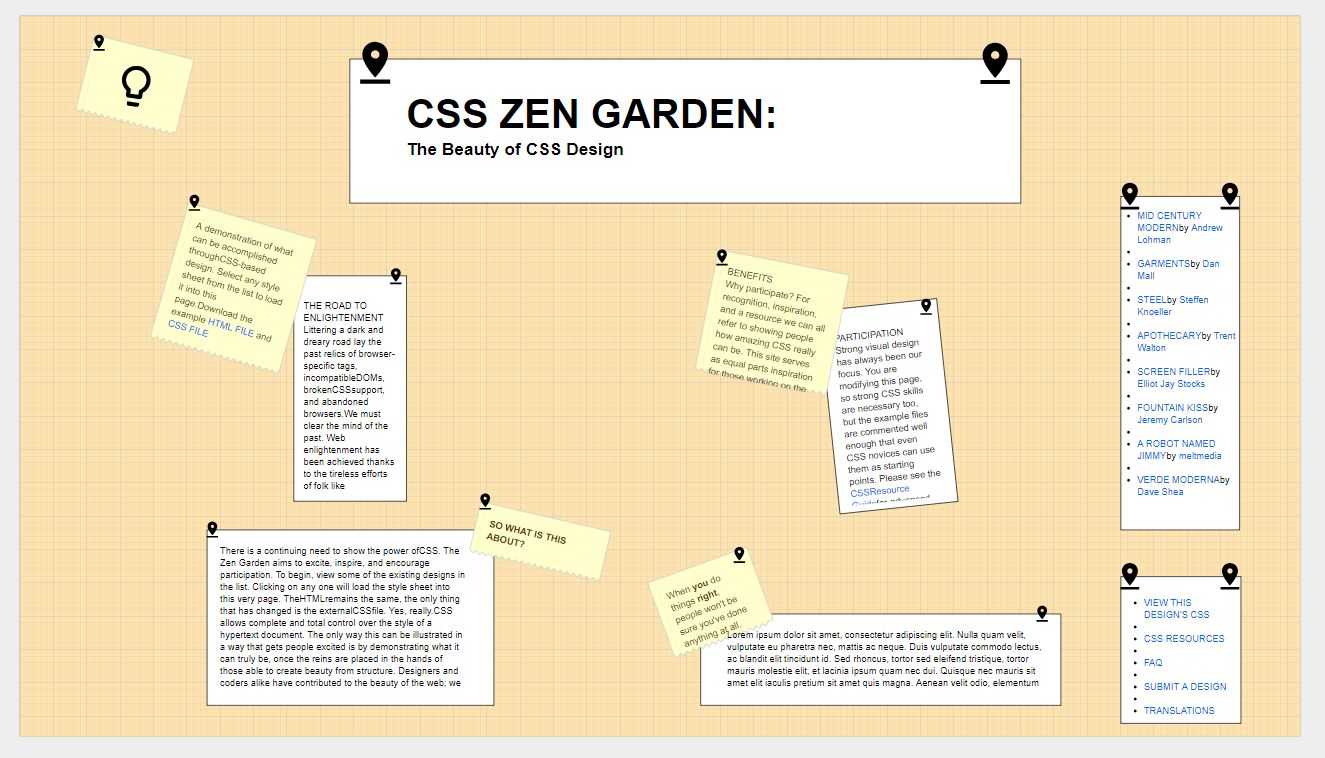 CSS ZEN GARDEN:
The Beauty of CSS Design
A demonstration of what
can be accomplished
throughCSS-based
design. Select any style
sheet from the list to load
it into this
page.Download the
example HTML FILE and
CSS FILE
THE ROAD TO
ENLIGHTENMENT
Littering a dark and
dreary road lay the
past relics of browser-
specific tags,
incompatibleDOMs,
brokenCSSsupport,
and abandoned
browsers.We must
clear the mind of the
past. Web
enlightenment has
been achieved thanks
to the tireless efforts
of folk like
BENEFITS
Why participate? For
recognition, inspiration,
and a resource we can all
refer to showing people
how amazing CSS really
can be. This site serves
as equal parts inspiration
for those working on the
PARTICIPATION
Strong visual design
has always been our
focus. You are
modifying this page,
so strong CSS skills
are necessary too,
but the example files
are commented well
enough that even
CSS novices can use
them as starting
points. Please see the
CSSResource
Guidefor advanced
SO WHAT IS THIS
ABOUT?
There is a continuing need to show the power ofCSS. The
Zen Garden aims to excite, inspire, and encourage
participation. To begin, view some of the existing designs in
the list. Clicking on any one will load the style sheet into
this very page. TheHTMLremains the same, the only thing
that has changed is the externalCSSfile. Yes, really.CSS
allows complete and total control over the style of a
hypertext document. The only way this can be illustrated in
a way that gets people excited is by demonstrating what it
can truly be, once the reins are placed in the hands of
those able to create beauty from structure. Designers and
coders alike have contributed to the beauty of the web; we
When you do
things right,
people won't be
sure you've done
anything at all.
Lorem ipsum dolor sit amet, consectetur adipiscing elit. Nulla quam velit,
vulputate eu pharetra nec, mattis ac neque. Duis vulputate commodo lectus,
ac blandit elit tincidunt id. Sed rhoncus, tortor sed eleifend tristique, tortor
mauris molestie elit, et lacinia ipsum quam nec dui. Quisque nec mauris sit
amet elit iaculis pretium sit amet quis magna. Aenean velit odio, elementum
MID CENTURY
MODERNby Andrew
Lohman
GARMENTSby Dan
Mall
STEELby Steffen
Knoeller
APOTHECARYby Trent
Walton
SCREEN FILLERby
Elliot Jay Stocks
FOUNTAIN KISSby
Jeremy Carlson
A ROBOT NAMED
JIMMYby meltmedia
VERDE MODERNAby
Dave Shea
VIEW THIS
DESIGN'S CSS
CSS RESOURCES
FAQ
SUBMIT A DESIGN
TRANSLATIONS